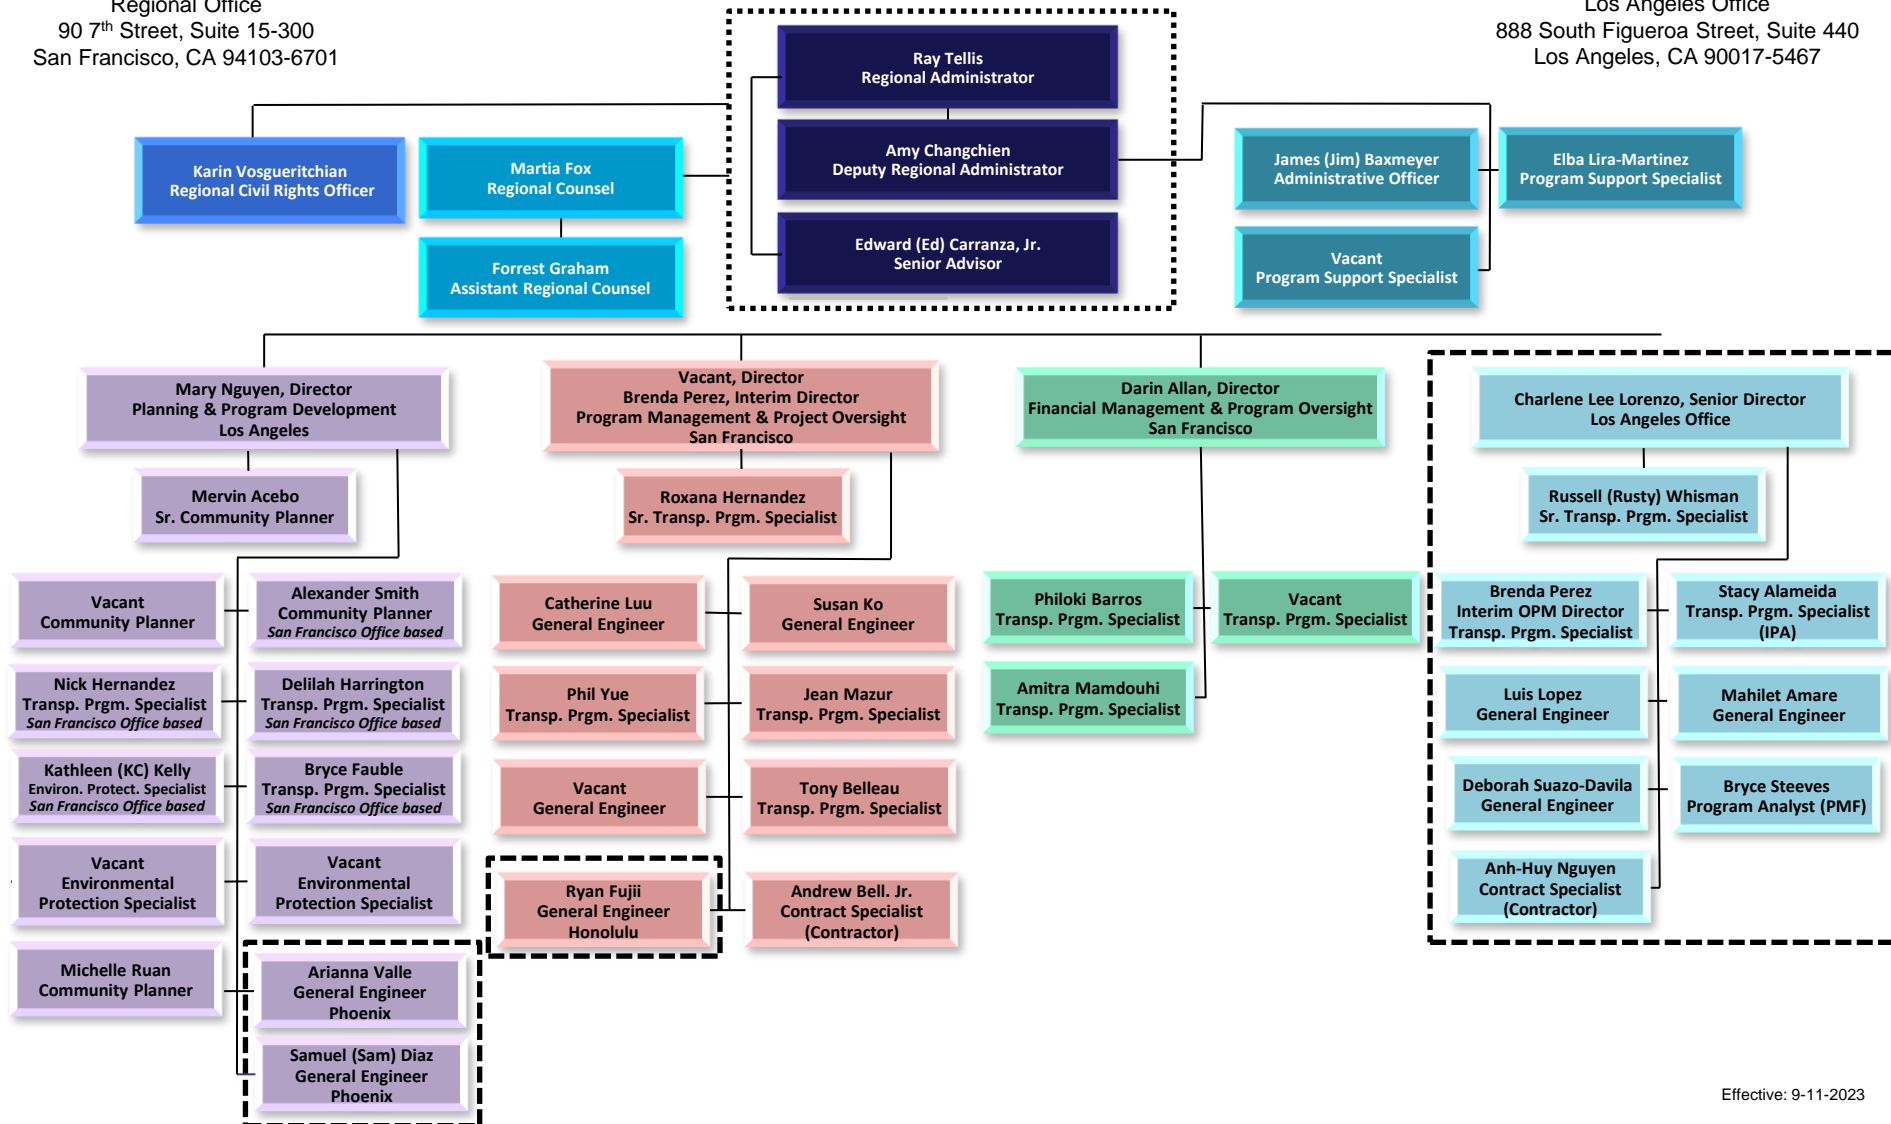 Regional Office
90 7th Street, Suite 15-300
San Francisco, CA 94103-6701
Los Angeles Office
888 South Figueroa Street, Suite 440
Los Angeles, CA 90017-5467
Ray Tellis
Regional Administrator
Amy Changchien
Deputy Regional Administrator
Edward (Ed) Carranza, Jr.
Senior Advisor
Karin Vosgueritchian
Regional Civil Rights Officer
Martia Fox
Regional Counsel
Forrest Graham
Assistant Regional Counsel
James (Jim) Baxmeyer
Administrative Officer
Elba Lira-Martinez
Program Support Specialist
Vacant
Program Support Specialist
Mary Nguyen, Director
Planning & Program Development
Los Angeles
Mervin Acebo
Sr. Community Planner
Vacant
Community Planner
Alexander Smith
Community Planner
San Francisco Office based
Nick Hernandez
Transp. Prgm. Specialist
San Francisco Office based
Delilah Harrington
Transp. Prgm. Specialist
San Francisco Office based
Kathleen (KC) Kelly
Environ. Protect. Specialist
San Francisco Office based
Bryce Fauble
Transp. Prgm. Specialist
San Francisco Office based
Vacant
Environmental
Protection Specialist
Vacant
Environmental
Protection Specialist
Michelle Ruan
Community Planner
Arianna Valle
General Engineer
Phoenix
Samuel (Sam) Diaz
General Engineer
Phoenix
Vacant, Director
Brenda Perez, Interim Director
Program Management & Project Oversight
San Francisco
Roxana Hernandez
Sr. Transp. Prgm. Specialist
Catherine Luu
General Engineer
Susan Ko
General Engineer
Phil Yue
Transp. Prgm. Specialist
Jean Mazur
Transp. Prgm. Specialist
Vacant
General Engineer
Tony Belleau
Transp. Prgm. Specialist
Ryan Fujii
General Engineer
Honolulu
Andrew Bell. Jr.
Contract Specialist
(Contractor)
Darin Allan, Director
Financial Management & Program Oversight
San Francisco
Philoki Barros
Transp. Prgm. Specialist
Vacant
Transp. Prgm. Specialist
Amitra Mamdouhi
Transp. Prgm. Specialist
Charlene Lee Lorenzo, Senior Director
Los Angeles Office
Russell (Rusty) Whisman
Sr. Transp. Prgm. Specialist
Brenda Perez
Interim OPM Director
Transp. Prgm. Specialist
Stacy Alameida
Transp. Prgm. Specialist
(IPA)
Luis Lopez
General Engineer
Mahilet Amare
General Engineer
Deborah Suazo-Davila
General Engineer
Bryce Steeves
Program Analyst (PMF)
Anh-Huy Nguyen
Contract Specialist
(Contractor)
Effective: 9-11-2023